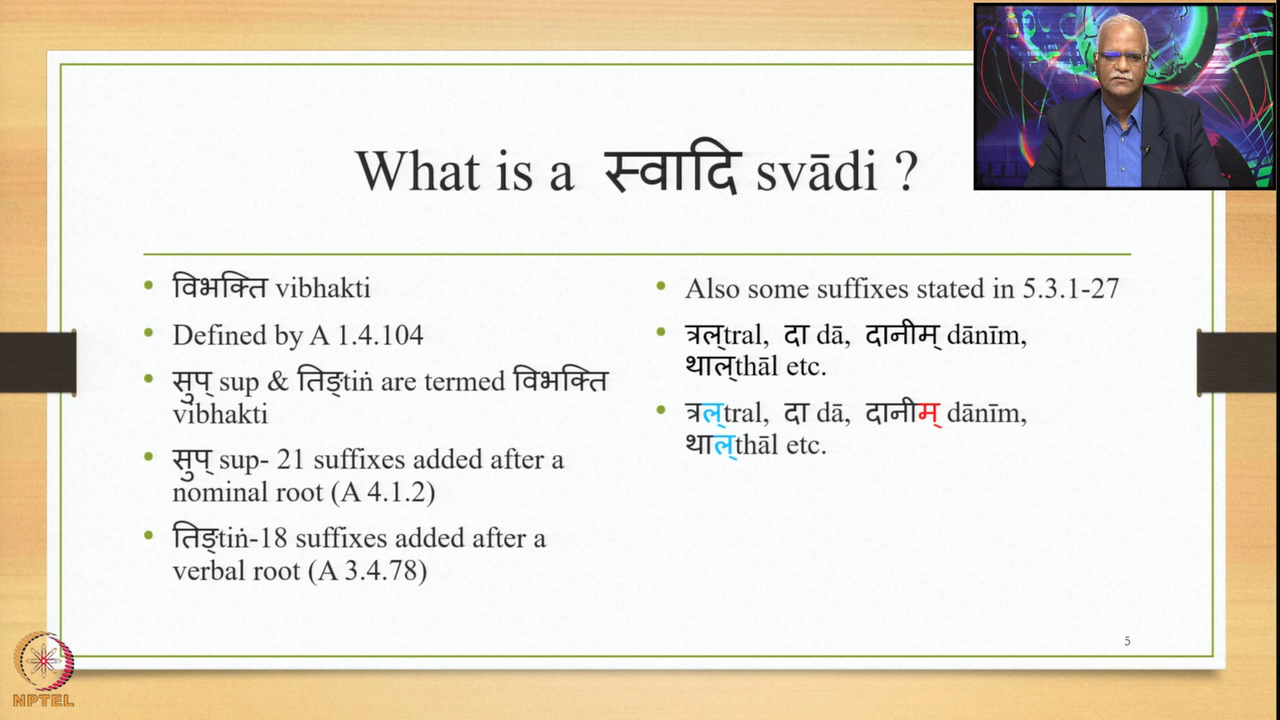 What is a स्वादि svādi ?
• विभक्ति vibhakti
• Defined by A 1.4.104
• सुप् sup & तिङ्tiṅ are termed विभक्ति
vibhakti
• सुप् sup- 21 suffixes added after a
nominal root (A 4.1.2)
• तिङ्tiṅ-18 suffixes added after a
verbal root (A 3.4.78)
• Also some suffixes stated in 5.3.1-27
• त्रल्tral, दा dā, दानीम् dānīm,
थाल्thāl etc.
• त्रल्tral, दा dā, दानीम् dānīm,
थाल्thāl etc.
5
NPTEL